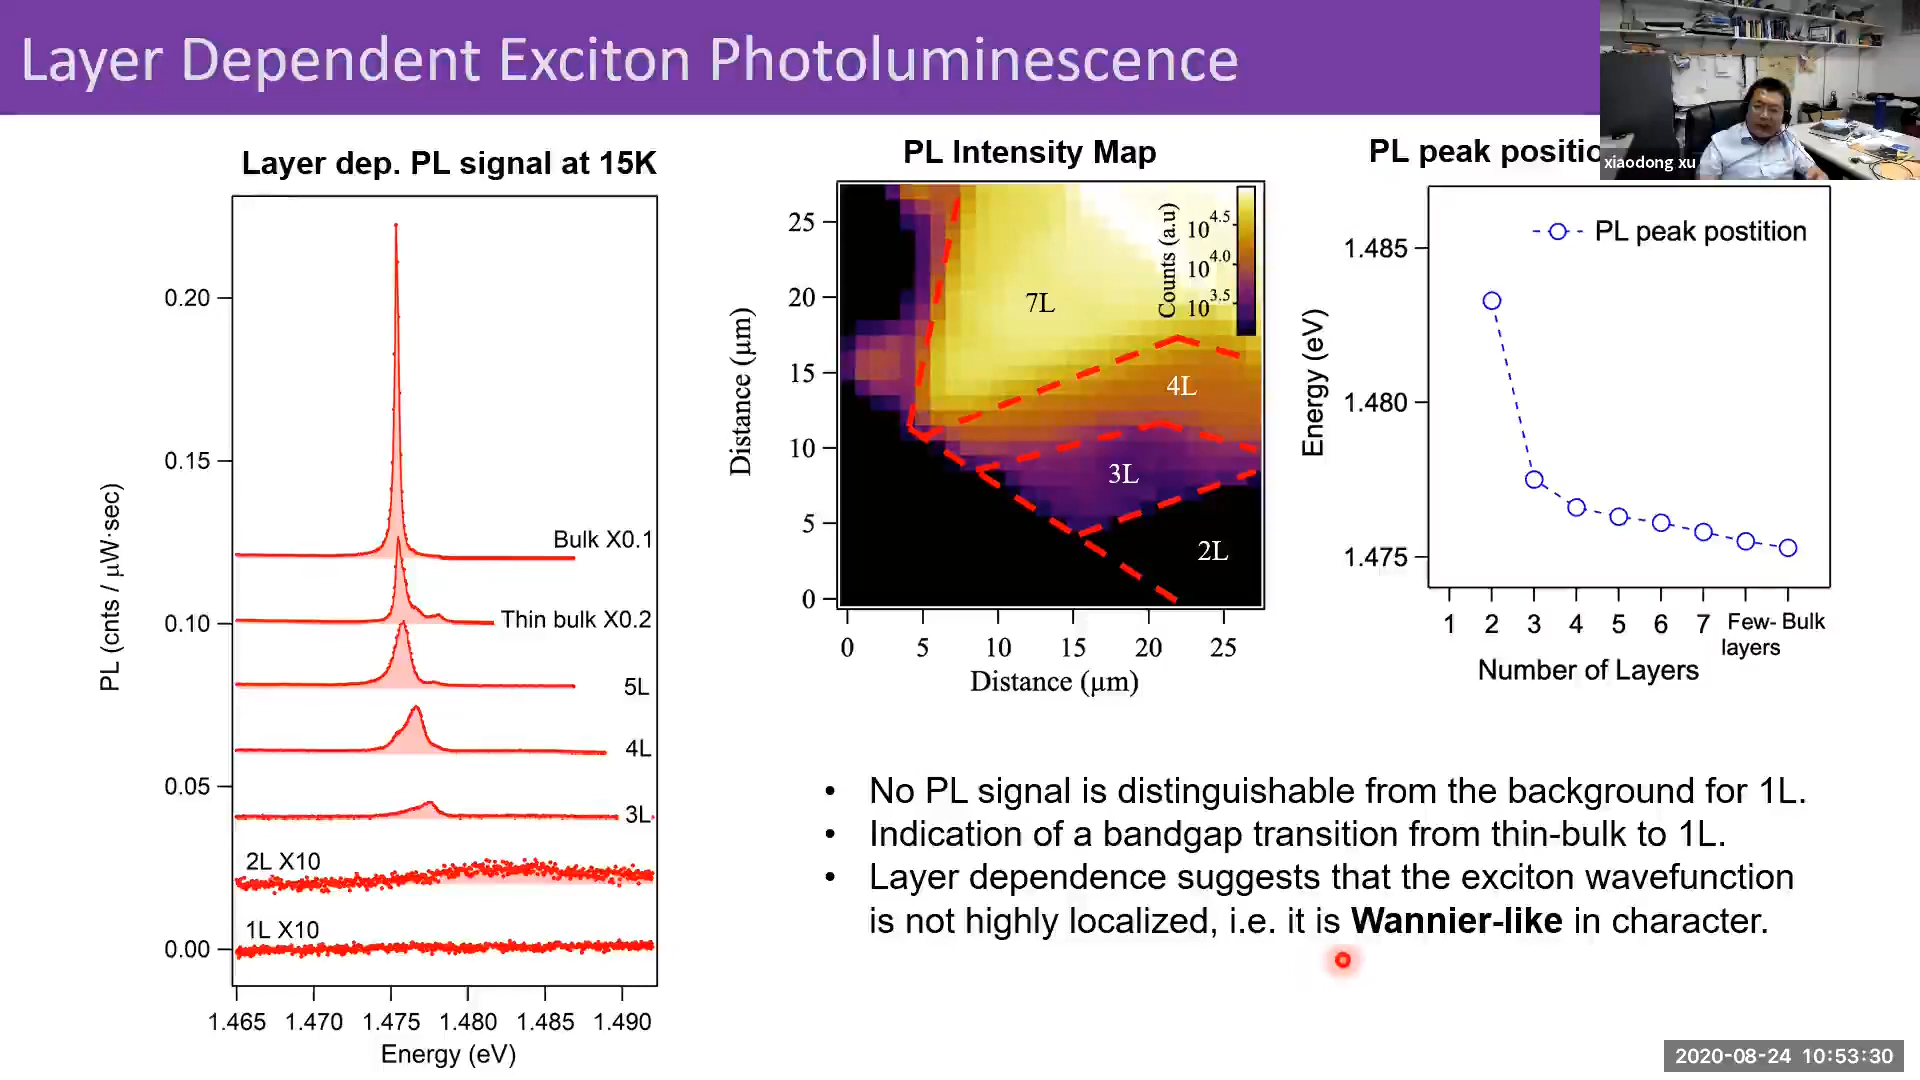 Layer Dependent Exciton Photoluminescence
xiaodong xu
Layer dep. PL signal at 15K
0.20
0.15
0.10
0.05
0.00
PL (cnts / μW·sec)
Bulk X0.1
Thin bulk X0.2
5L
4L
3L
2L X10
1L X10
1.465 1.470 1.475 1.480 1.485 1.490
Energy (eV)
PL Intensity Map
25
20
15
10
5
0
Distance (μm)
Counts (a.u)
10^4.5
10^4.0
10^3.5
7L
4L
3L
2L
0 5 10 15 20 25
Distance (μm)
PL peak positio
PL peak postition
1.485
1.480
1.475
Energy (eV)
1 2 3 4 5 6 7 Few- Bulk
layers
Number of Layers
• No PL signal is distinguishable from the background for 1L.
• Indication of a bandgap transition from thin-bulk to 1L.
• Layer dependence suggests that the exciton wavefunction
is not highly localized, i.e. it is Wannier-like in character.
2020-08-24 10:53:30